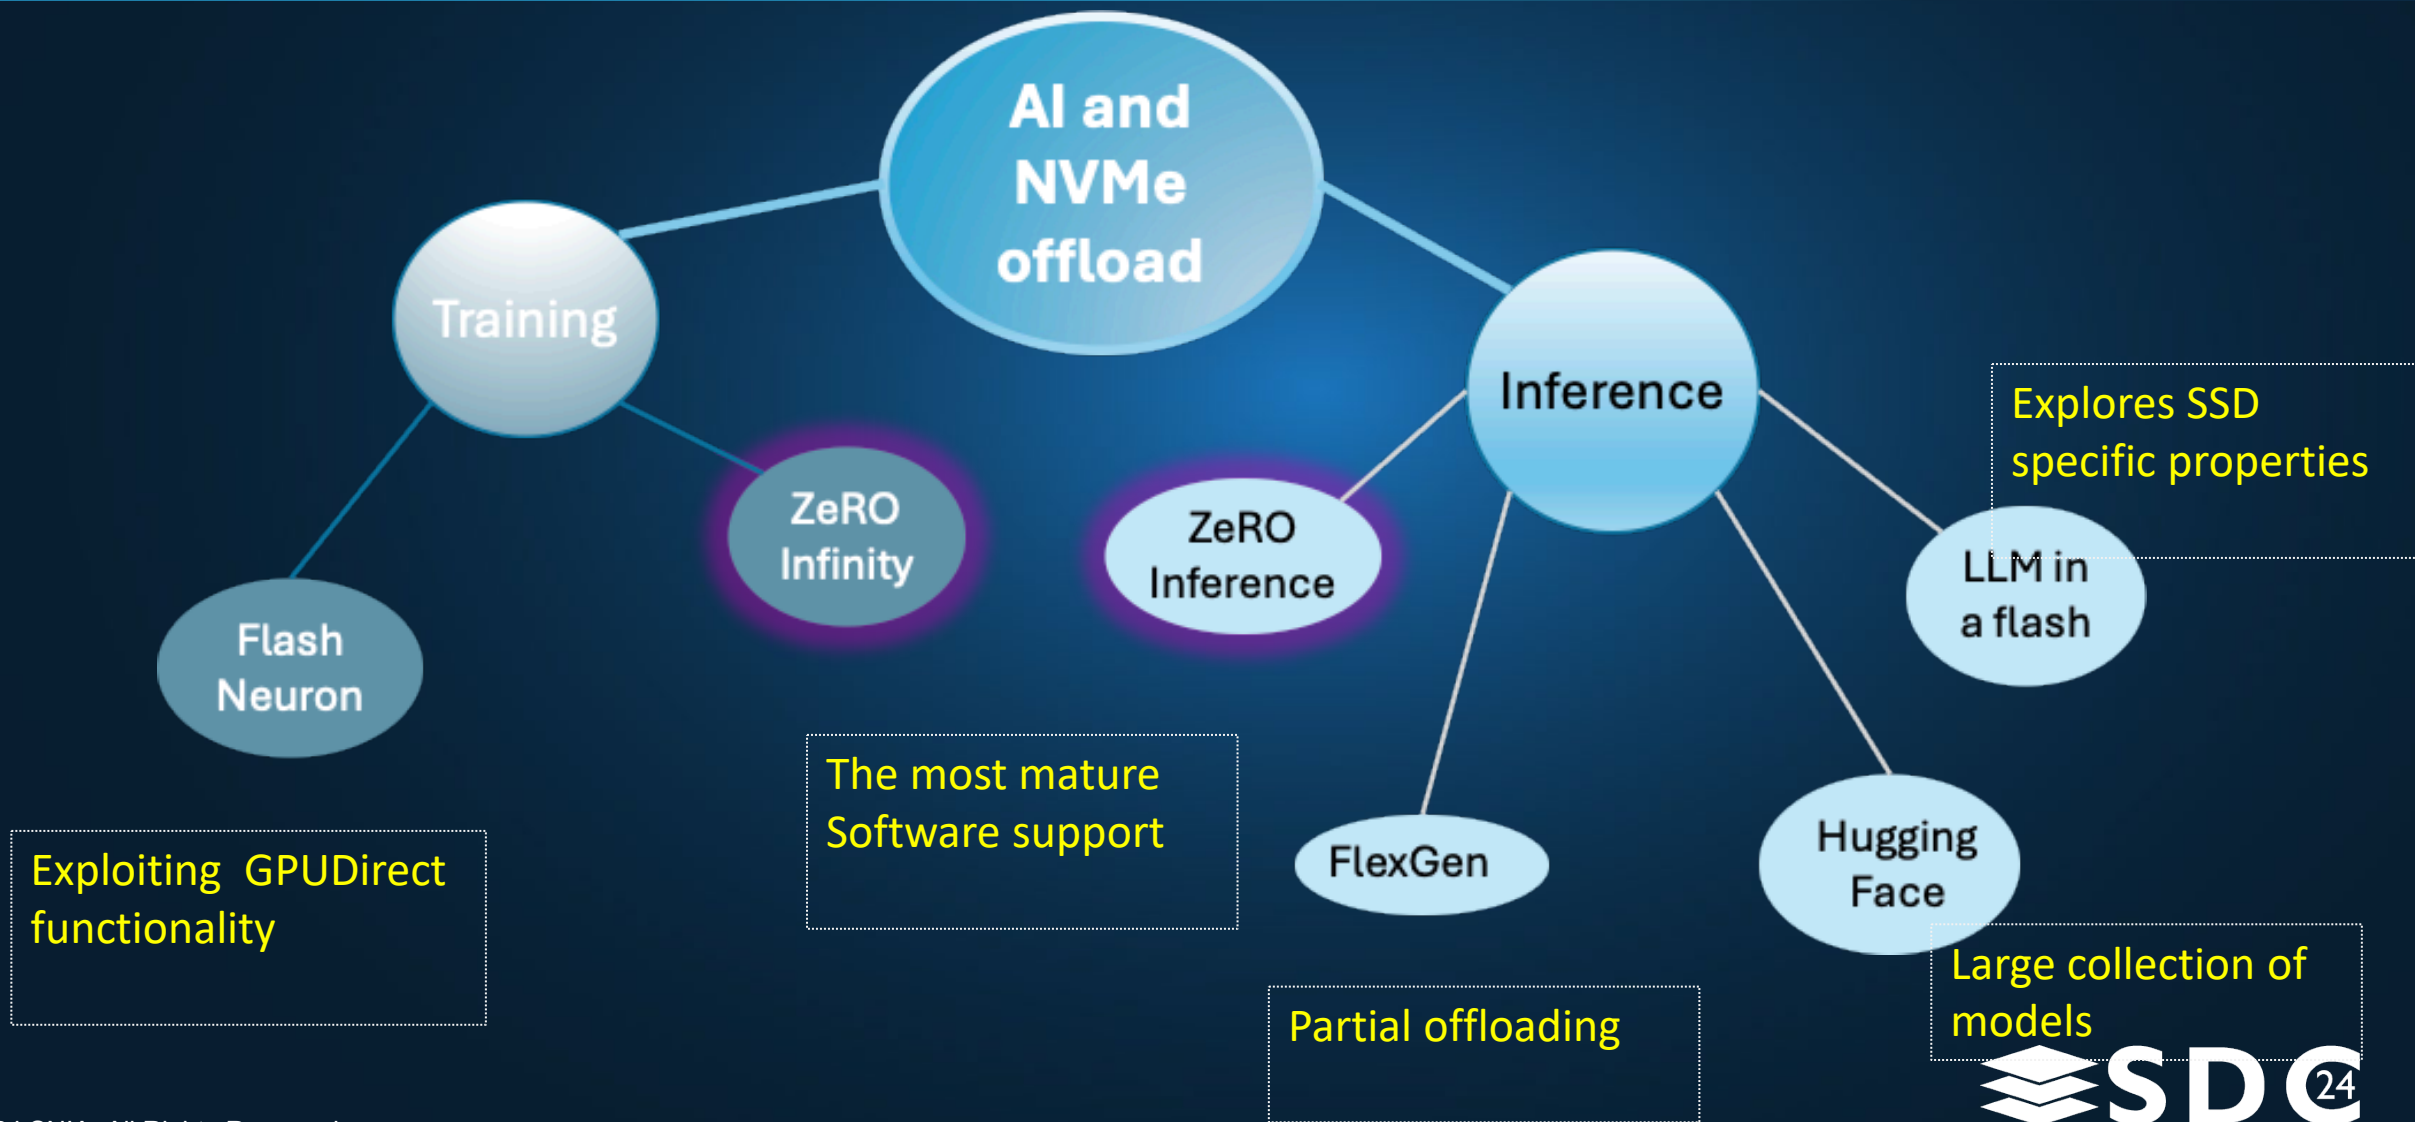 AI and
NVMe
offload
Training
Inference
Explores SSD
specific properties
ZeRO
Infinity
ZeRO
Inference
LLM in
a flash
Flash
Neuron
The most mature
Software support
FlexGen
Hugging
Face
Exploiting  GPUDirect
functionality
Large collection of
models
Partial offloading
SDC
24